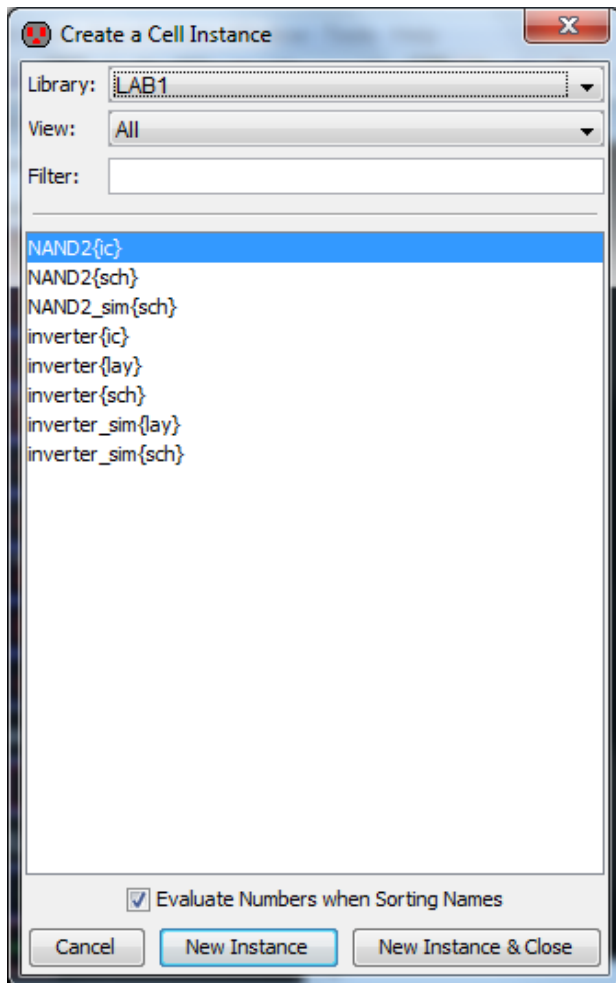 Create a Cell Instance
Library: LAB1
View: All
Filter:
NAND2{ic}
NAND2{sch}
NAND2_sim{sch}
inverter{ic}
inverter{lay}
inverter{sch}
inverter_sim{lay}
inverter_sim{sch}
Evaluate Numbers when Sorting Names
Cancel New Instance New Instance & Close